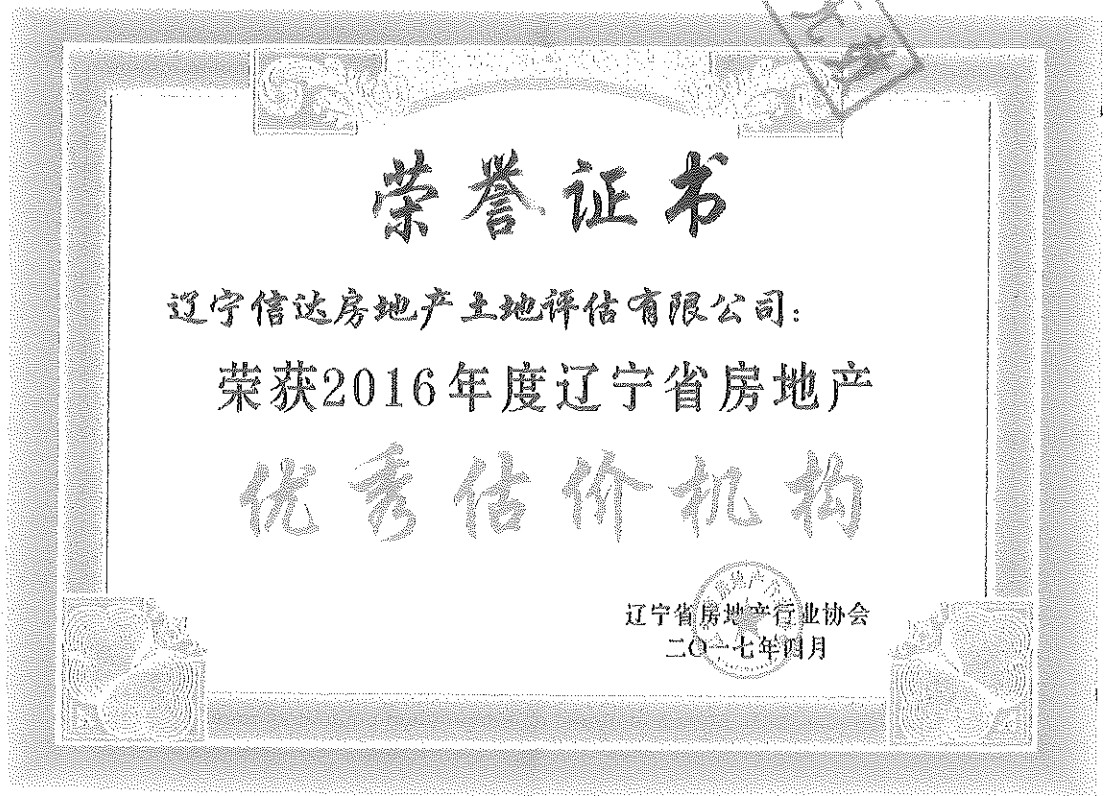 荣誉证书
辽宁信达房地产土地评估有限公司：
荣获2016年度辽宁省房地产
优秀估价机构
辽宁省房地产行业协会
二〇一七年四月